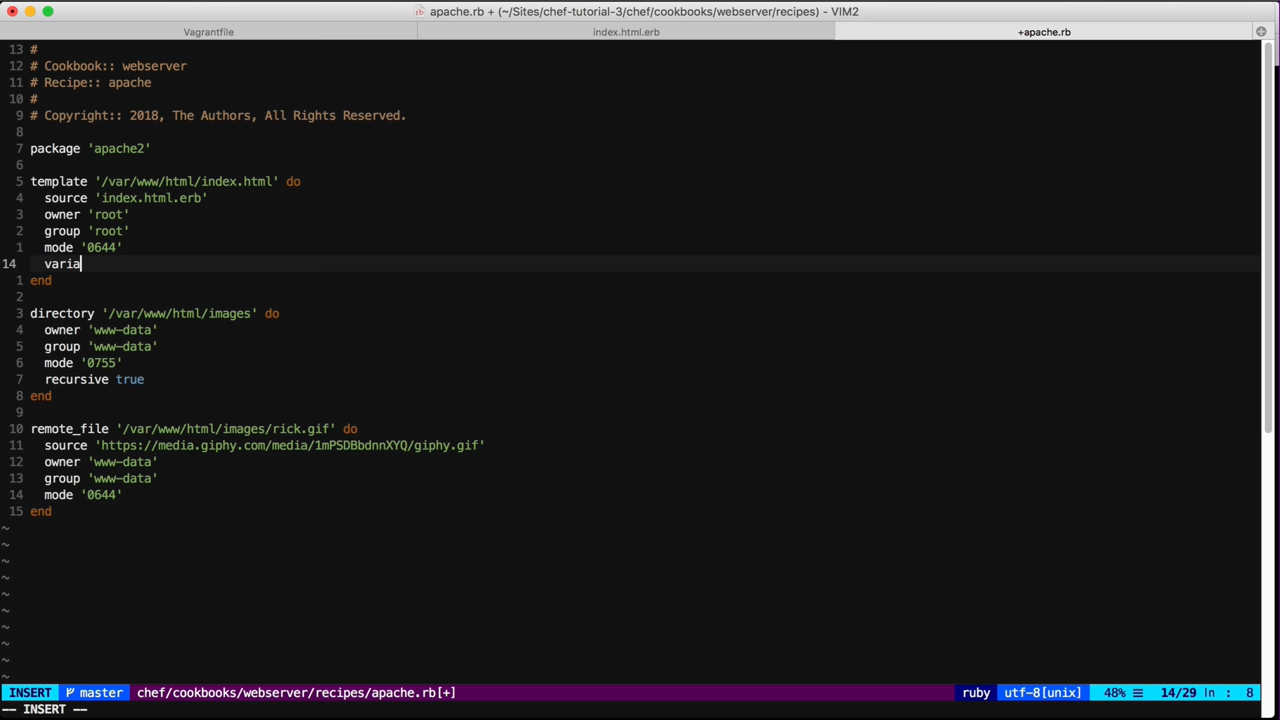 apache.rb + (~/Sites/chef-tutorial-3/chef/cookbooks/webserver/recipes) - VIM2
Vagrantfile index.html.erb +apache.rb
13 #
12 # Cookbook:: webserver
11 # Recipe:: apache
10 #
9 # Copyright:: 2018, The Authors, All Rights Reserved.
8
7 package 'apache2'
6
5 template '/var/www/html/index.html' do
4   source 'index.html.erb'
3   owner 'root'
2   group 'root'
1   mode '0644'
14   varia
1 end
2
3 directory '/var/www/html/images' do
4   owner 'www-data'
5   group 'www-data'
6   mode '0755'
7   recursive true
8 end
9
10 remote_file '/var/www/html/images/rick.gif' do
11   source 'https://media.giphy.com/media/1mPSDBbdnnXYQ/giphy.gif'
12   owner 'www-data'
13   group 'www-data'
14   mode '0644'
15 end
~
~
~
~
~
~
~
~
~
~
INSERT master chef/cookbooks/webserver/recipes/apache.rb[+] ruby utf-8[unix] 48% ☰ 14/29 ln : 8
-- INSERT --